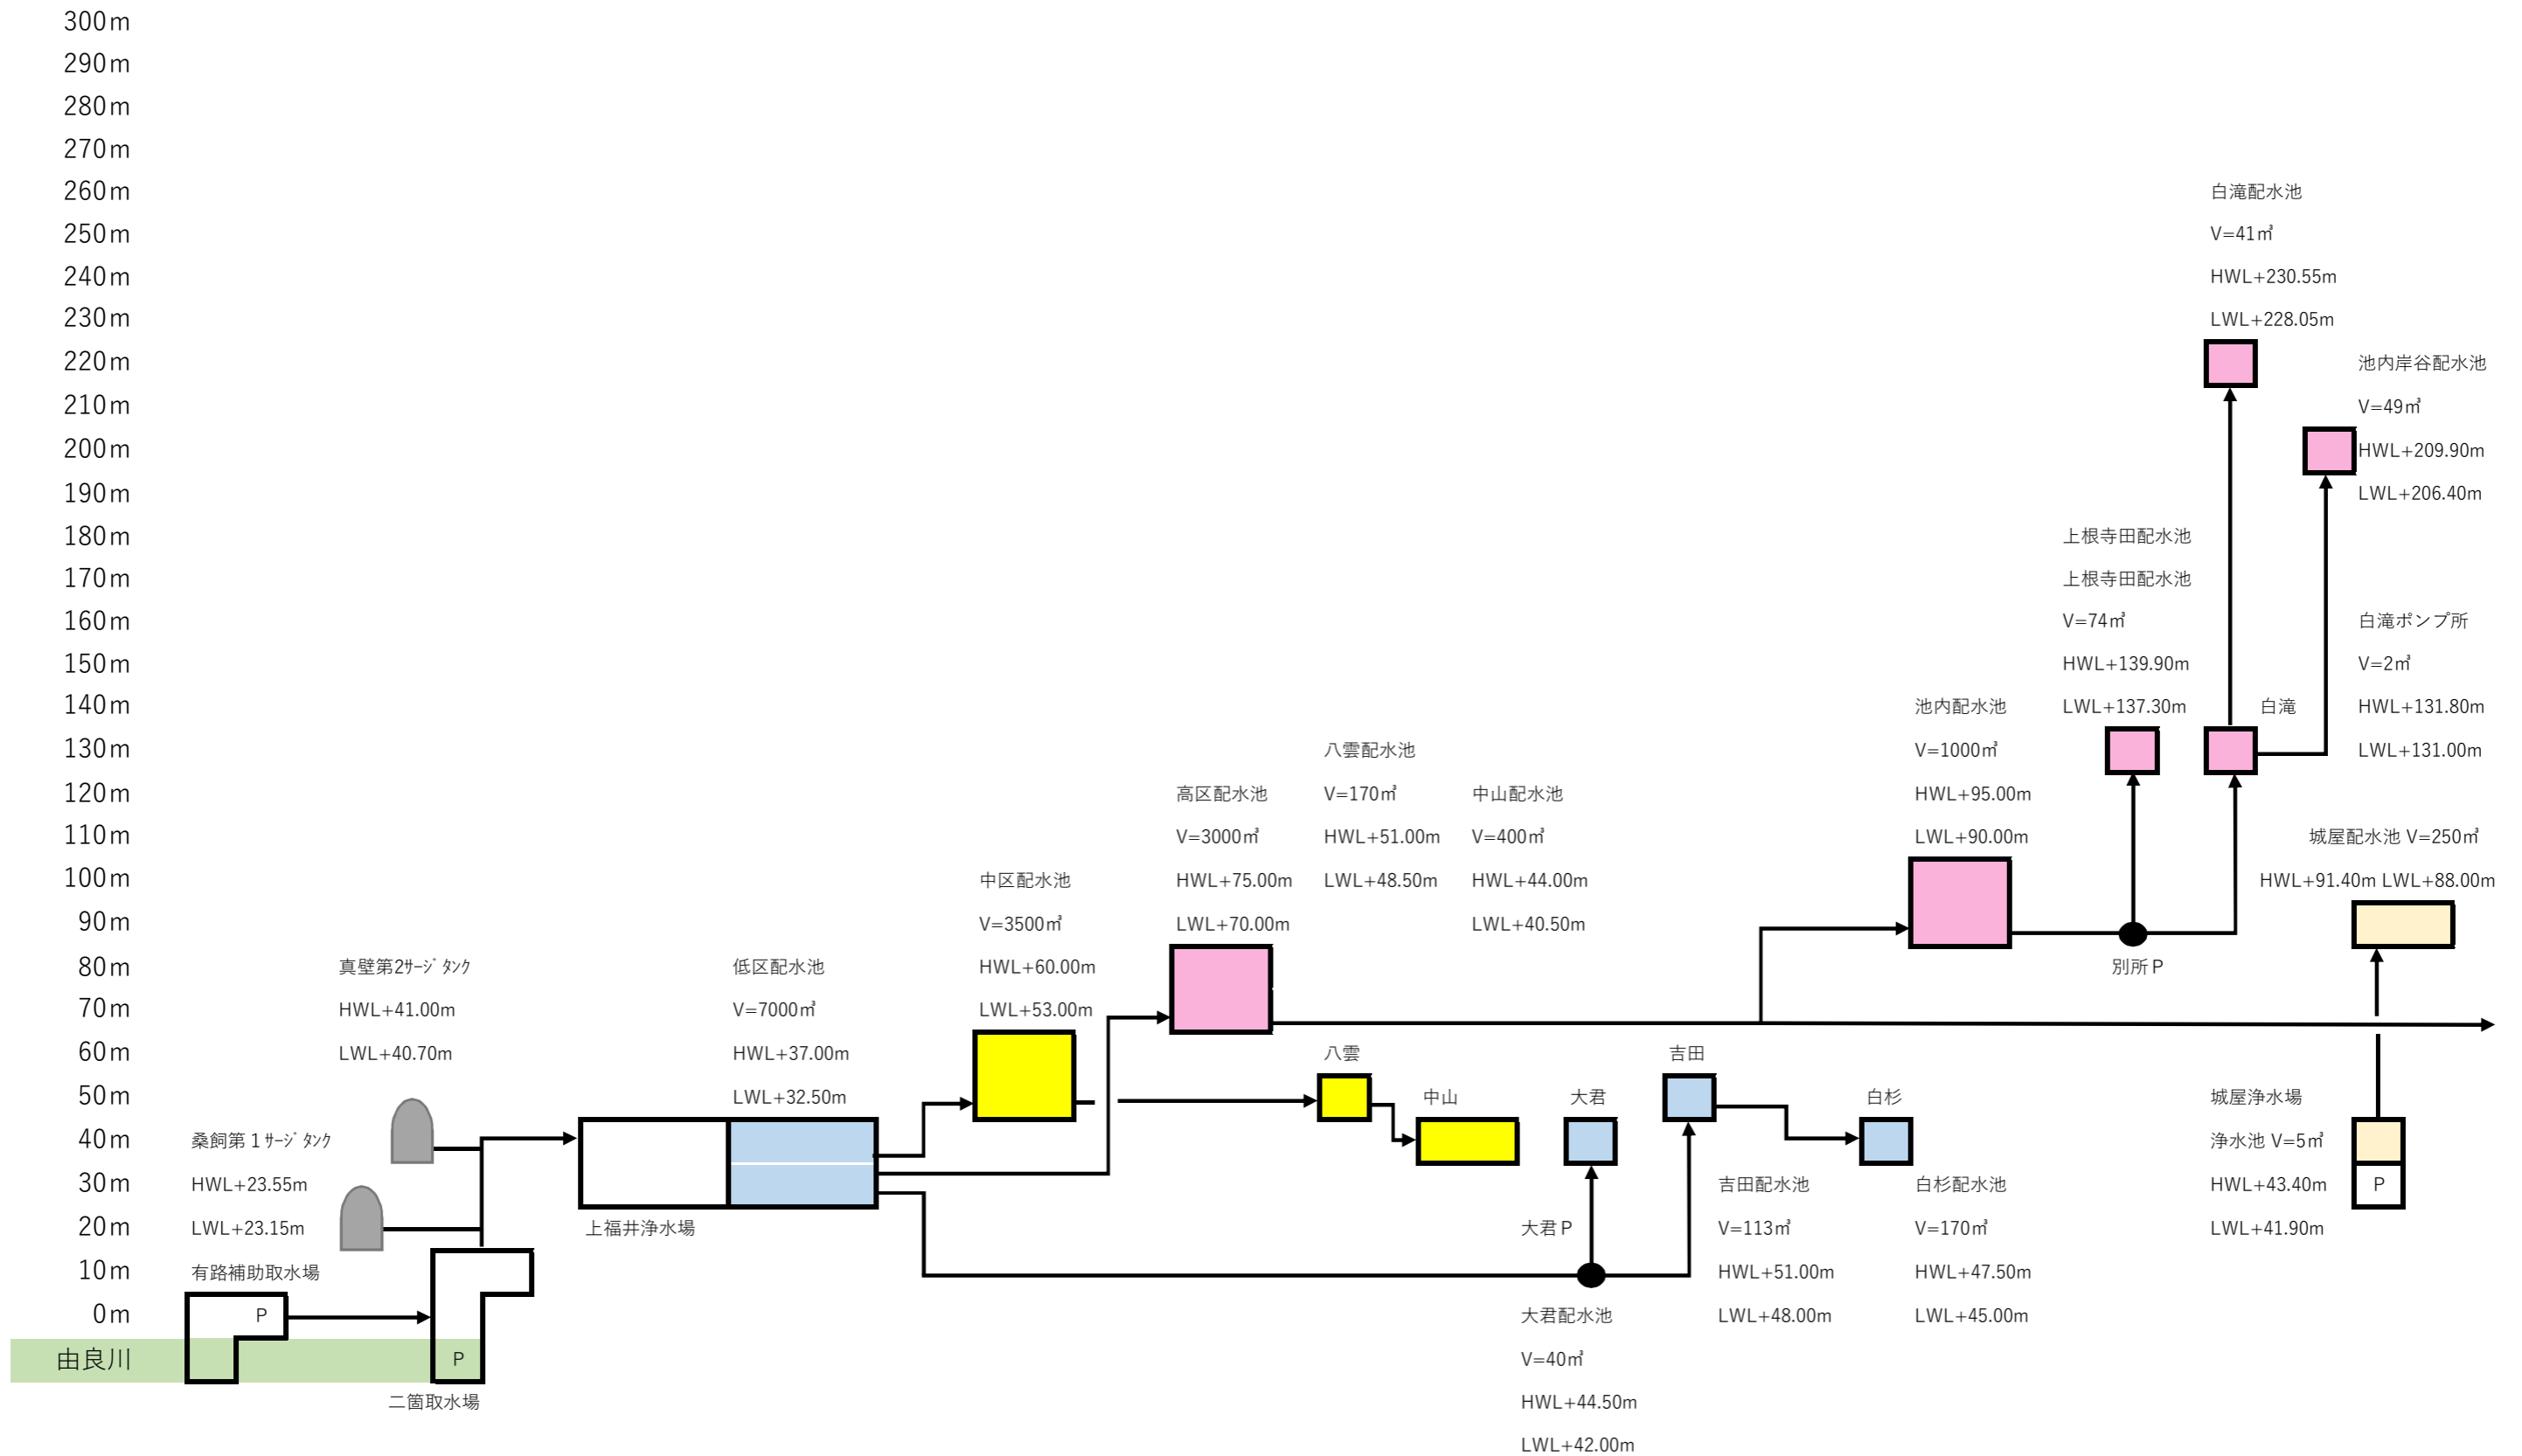 300m
290m
280m
270m
260m
250m
240m
230m
220m
210m
200m
190m
180m
170m
160m
150m
140m
130m
120m
110m
100m
90m
80m
70m
60m
50m
40m
30m
20m
10m
0m
由良川
有路補助取水場
P
二箇取水場
P
桑飼第１ｻｰｼﾞﾀﾝｸ
HWL+23.55m
LWL+23.15m
真壁第2ｻｰｼﾞﾀﾝｸ
HWL+41.00m
LWL+40.70m
上福井浄水場
低区配水池
V=7000㎥
HWL+37.00m
LWL+32.50m
中区配水池
V=3500㎥
HWL+60.00m
LWL+53.00m
高区配水池
V=3000㎥
HWL+75.00m
LWL+70.00m
八雲配水池
V=170㎥
HWL+51.00m
LWL+48.50m
八雲
中山配水池
V=400㎥
HWL+44.00m
LWL+40.50m
中山
大君
大君Ｐ
大君配水池
V=40㎥
HWL+44.50m
LWL+42.00m
吉田
吉田配水池
V=113㎥
HWL+51.00m
LWL+48.00m
白杉
白杉配水池
V=170㎥
HWL+47.50m
LWL+45.00m
池内配水池
V=1000㎥
HWL+95.00m
LWL+90.00m
別所Ｐ
上根寺田配水池
上根寺田配水池
V=74㎥
HWL+139.90m
LWL+137.30m
白滝配水池
V=41㎥
HWL+230.55m
LWL+228.05m
池内岸谷配水池
V=49㎥
HWL+209.90m
LWL+206.40m
白滝
白滝ポンプ所
V=2㎥
HWL+131.80m
LWL+131.00m
城屋配水池 V=250㎥
HWL+91.40m LWL+88.00m
城屋浄水場
浄水池 V=5㎥
HWL+43.40m
LWL+41.90m
P